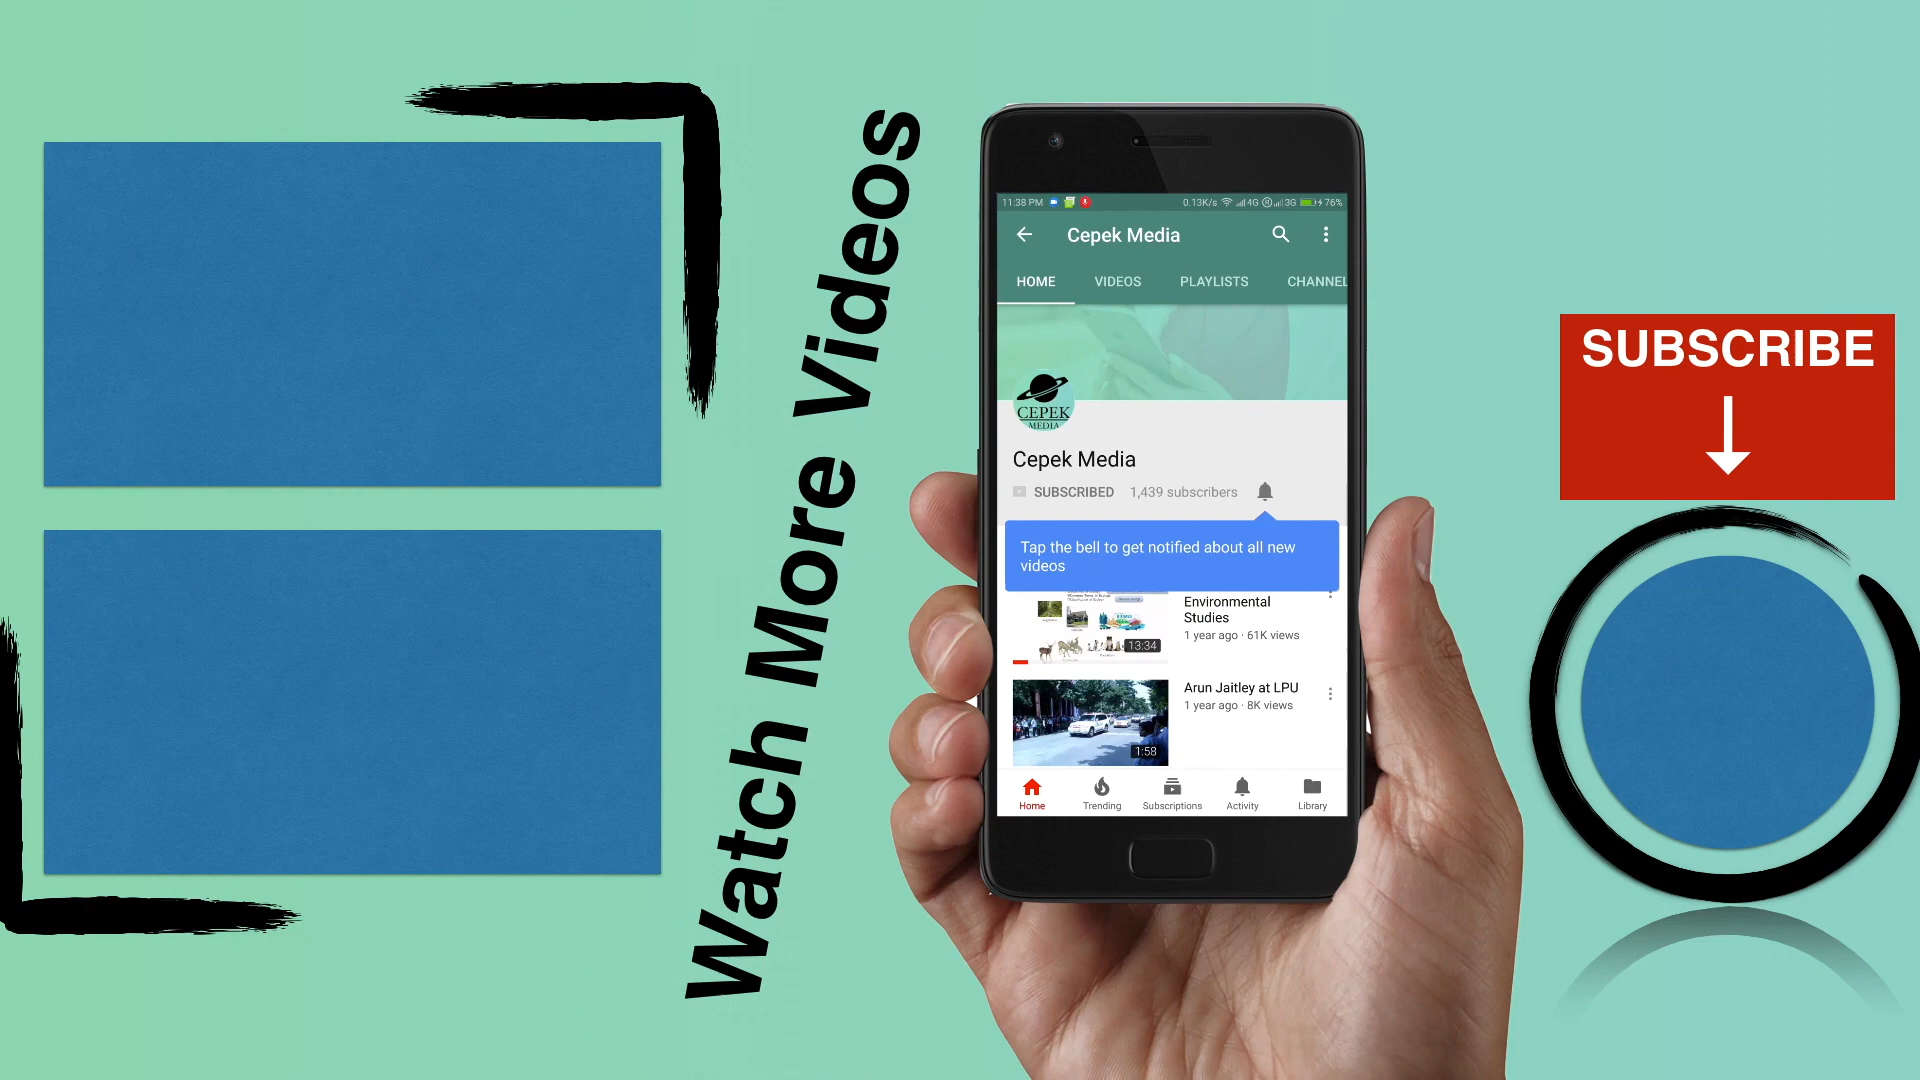 Watch More Videos
11:38 PM 0.13K/s 4G R 3G 76%
Cepek Media
HOME VIDEOS PLAYLISTS CHANNEL
CEPEK
MEDIA
Cepek Media
SUBSCRIBED 1,439 subscribers
Tap the bell to get notified about all new
videos
Environmental
Studies
1 year ago · 61K views
13:34
Arun Jaitley at LPU
1 year ago · 8K views
1:58
Home Trending Subscriptions Activity Library
SUBSCRIBE